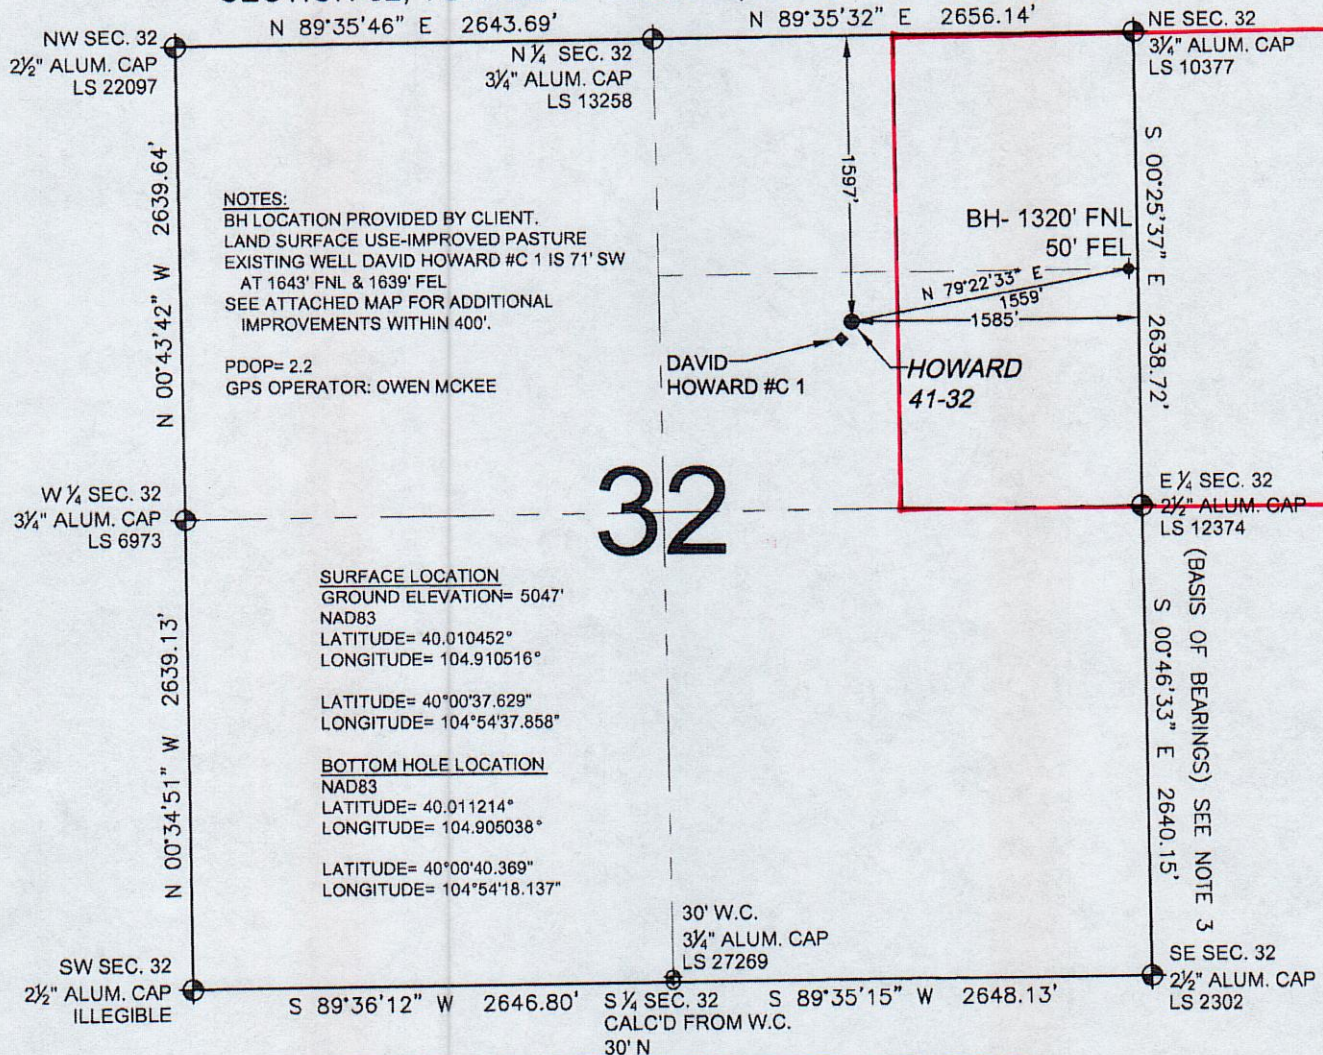 N 89°35'46" E 2643.69'
N 89°35'32" E 2656.14'
NW SEC. 32
2½" ALUM. CAP
LS 22097
N ¼ SEC. 32
3¼" ALUM. CAP
LS 13258
NE SEC. 32
3¼" ALUM. CAP
LS 10377
N 00°43'42" W 2639.64'
NOTES:
BH LOCATION PROVIDED BY CLIENT.
LAND SURFACE USE-IMPROVED PASTURE
EXISTING WELL DAVID HOWARD #C 1 IS 71' SW
AT 1643' FNL & 1639' FEL
SEE ATTACHED MAP FOR ADDITIONAL
IMPROVEMENTS WITHIN 400'.
PDOP= 2.2
GPS OPERATOR: OWEN MCKEE
1597'
BH- 1320' FNL
50' FEL
N 79°22'33" E
1559'
1585'
S 00°25'37" E 2638.72'
DAVID
HOWARD #C 1
HOWARD
41-32
W ¼ SEC. 32
3¼" ALUM. CAP
LS 6973
32
E ¼ SEC. 32
2½" ALUM. CAP
LS 12374
N 00°34'51" W 2639.13'
SURFACE LOCATION
GROUND ELEVATION= 5047'
NAD83
LATITUDE= 40.010452°
LONGITUDE= 104.910516°
LATITUDE= 40°00'37.629"
LONGITUDE= 104°54'37.858"
BOTTOM HOLE LOCATION
NAD83
LATITUDE= 40.011214°
LONGITUDE= 104.905038°
LATITUDE= 40°00'40.369"
LONGITUDE= 104°54'18.137"
S 00°46'33" E 2640.15'
(BASIS OF BEARINGS) SEE NOTE 3
30' W.C.
3¼" ALUM. CAP
LS 27269
SW SEC. 32
2½" ALUM. CAP
ILLEGIBLE
S 89°36'12" W 2646.80'
S ¼ SEC. 32
CALC'D FROM W.C.
30' N
S 89°35'15" W 2648.13'
SE SEC. 32
2½" ALUM. CAP
LS 2302